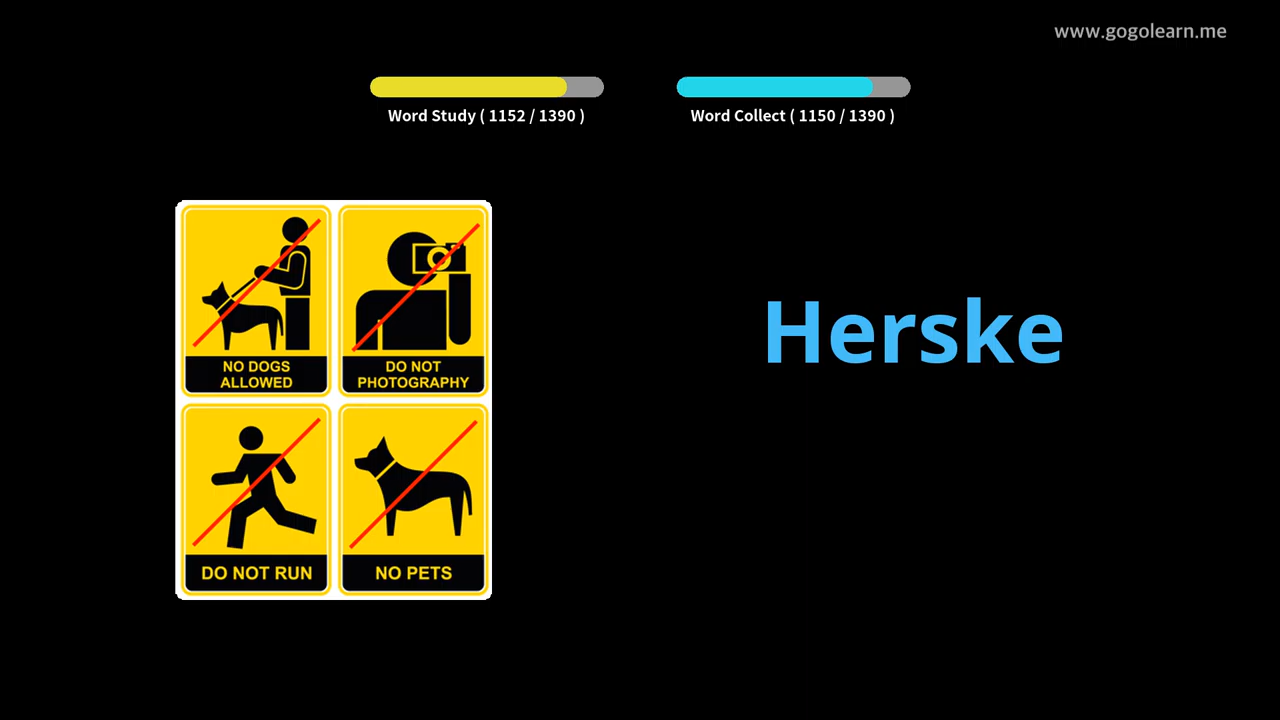 www.gogolearn.me
Word Study ( 1152 / 1390 )
Word Collect ( 1150 / 1390 )
NO DOGS
ALLOWED
DO NOT
PHOTOGRAPHY
Herske
DO NOT RUN
NO PETS